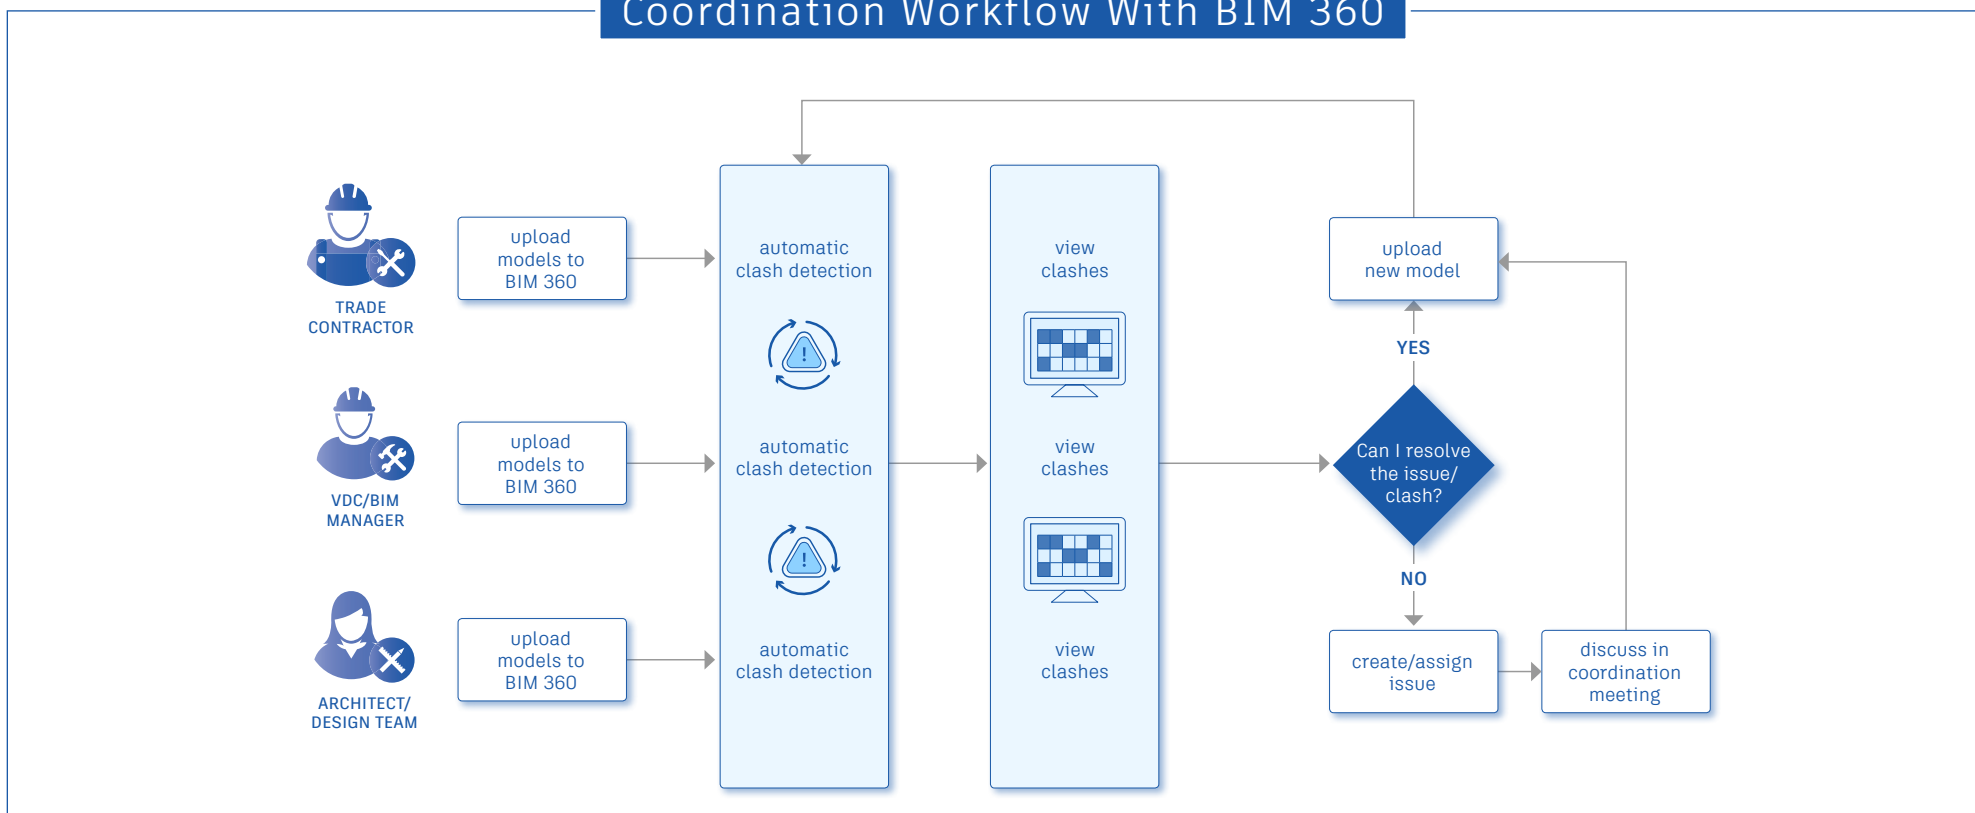 Coordination Workflow With BIM 360
TRADE
CONTRACTOR
upload
models to
BIM 360
automatic
clash detection
view
clashes
upload
new model
!
YES
VDC/BIM
MANAGER
upload
models to
BIM 360
automatic
clash detection
view
clashes
Can I resolve
the issue/
clash?
!
NO
ARCHITECT/
DESIGN TEAM
upload
models to
BIM 360
automatic
clash detection
view
clashes
create/assign
issue
discuss in
coordination
meeting